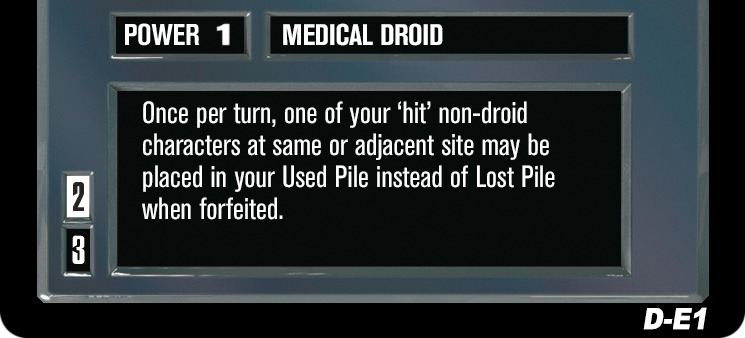 POWER 1 MEDICAL DROID
Once per turn, one of your ‘hit’ non-droid
characters at same or adjacent site may be
placed in your Used Pile instead of Lost Pile
when forfeited.
2
3
D-E1